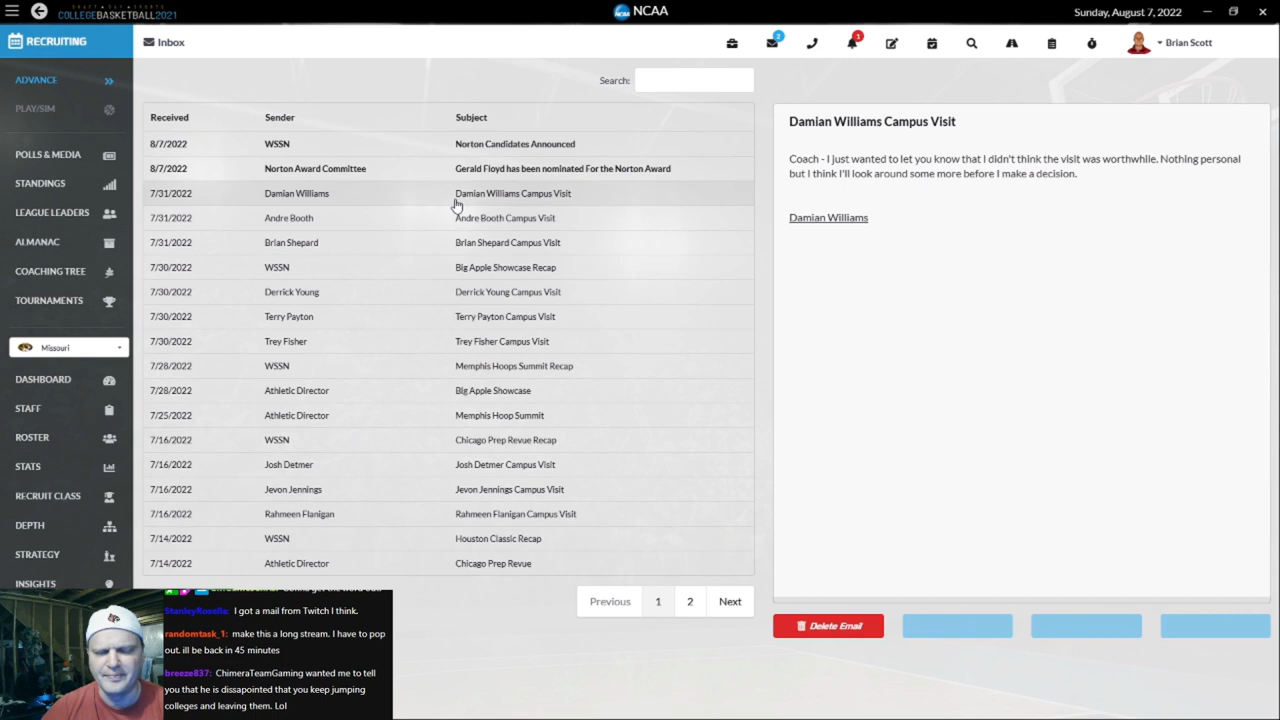 DRAFT DAY SPORTS
COLLEGEBASKETBALL2021
NCAA
Sunday, August 7, 2022
RECRUITING
Inbox
2
1
Brian Scott
ADVANCE
PLAY/SIM
POLLS & MEDIA
STANDINGS
LEAGUE LEADERS
ALMANAC
COACHING TREE
TOURNAMENTS
Missouri
DASHBOARD
STAFF
ROSTER
STATS
RECRUIT CLASS
DEPTH
STRATEGY
INSIGHTS
Search:
Received Sender Subject
8/7/2022 WSSN Norton Candidates Announced
8/7/2022 Norton Award Committee Gerald Floyd has been nominated For the Norton Award
7/31/2022 Damian Williams Damian Williams Campus Visit
7/31/2022 Andre Booth Andre Booth Campus Visit
7/31/2022 Brian Shepard Brian Shepard Campus Visit
7/30/2022 WSSN Big Apple Showcase Recap
7/30/2022 Derrick Young Derrick Young Campus Visit
7/30/2022 Terry Payton Terry Payton Campus Visit
7/30/2022 Trey Fisher Trey Fisher Campus Visit
7/28/2022 WSSN Memphis Hoops Summit Recap
7/28/2022 Athletic Director Big Apple Showcase
7/25/2022 Athletic Director Memphis Hoop Summit
7/16/2022 WSSN Chicago Prep Revue Recap
7/16/2022 Josh Detmer Josh Detmer Campus Visit
7/16/2022 Jevon Jennings Jevon Jennings Campus Visit
7/16/2022 Rahmeen Flanigan Rahmeen Flanigan Campus Visit
7/14/2022 WSSN Houston Classic Recap
7/14/2022 Athletic Director Chicago Prep Revue
Previous 1 2 Next
Damian Williams Campus Visit
Coach - I just wanted to let you know that I didn't think the visit was worthwhile. Nothing personal
but I think I'll look around some more before I make a decision.
Damian Williams
Delete Email
StanleyRoxelle: I got a mail from Twitch I think.
randomtask_1: make this a long stream. I have to pop
out. ill be back in 45 minutes
breeze837: ChimeraTeamGaming wanted me to tell
you that he is dissapointed that you keep jumping
colleges and leaving them. Lol